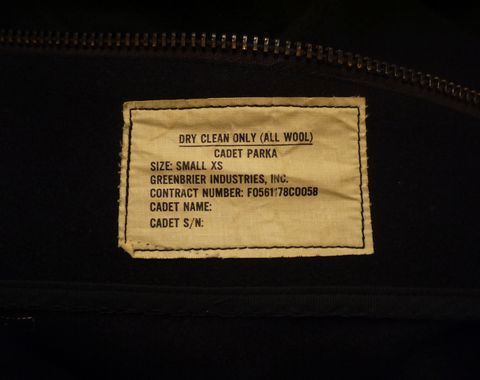 DRY CLEAN ONLY (ALL WOOL)
CADET PARKA
SIZE: SMALL XS
GREENBRIER INDUSTRIES, INC.
CONTRACT NUMBER: F0561178C0058
CADET NAME:
CADET S/N: